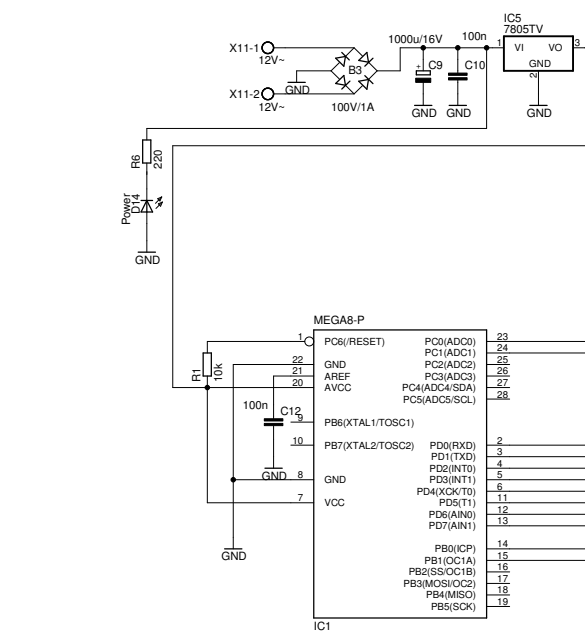 IC5
7805TV
X11-1
12V~
B3
GND
X11-2
12V~
100V/1A
1000u/16V
+
C9
GND
100n
C10
GND
1
VI
VO
3
GND
2
GND
R6
220
Power
D14
GND
MEGA8-P
1
PC6(/RESET)
PC0(ADC0)
23
PC1(ADC1)
24
22
GND
PC2(ADC2)
25
21
AREF
PC3(ADC3)
26
20
AVCC
PC4(ADC4/SDA)
27
PC5(ADC5/SCL)
28
R1
10k
100n
C12
GND
9
PB6(XTAL1/TOSC1)
10
PB7(XTAL2/TOSC2)
PD0(RXD)
2
PD1(TXD)
3
PD2(INT0)
4
8
GND
PD3(INT1)
5
PD4(XCK/T0)
6
7
VCC
PD5(T1)
11
PD6(AIN0)
12
PD7(AIN1)
13
PB0(ICP)
14
PB1(OC1A)
15
PB2(SS/OC1B)
16
PB3(MOSI/OC2)
17
PB4(MISO)
18
PB5(SCK)
19
GND
IC1